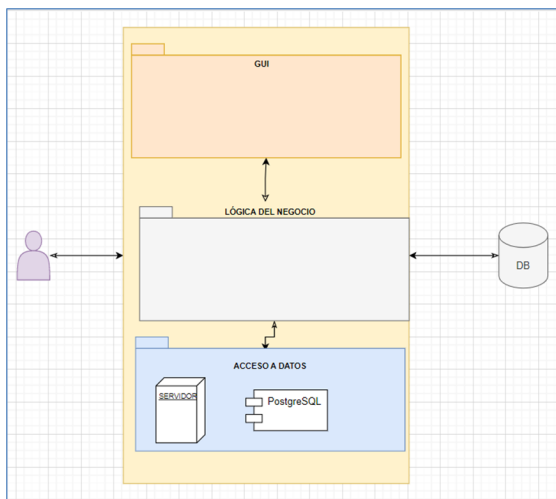 GUI
LÒGICA DEL NEGOCIO
DB
ACCESO A DATOS
SERVIDOR
PostgreSQL